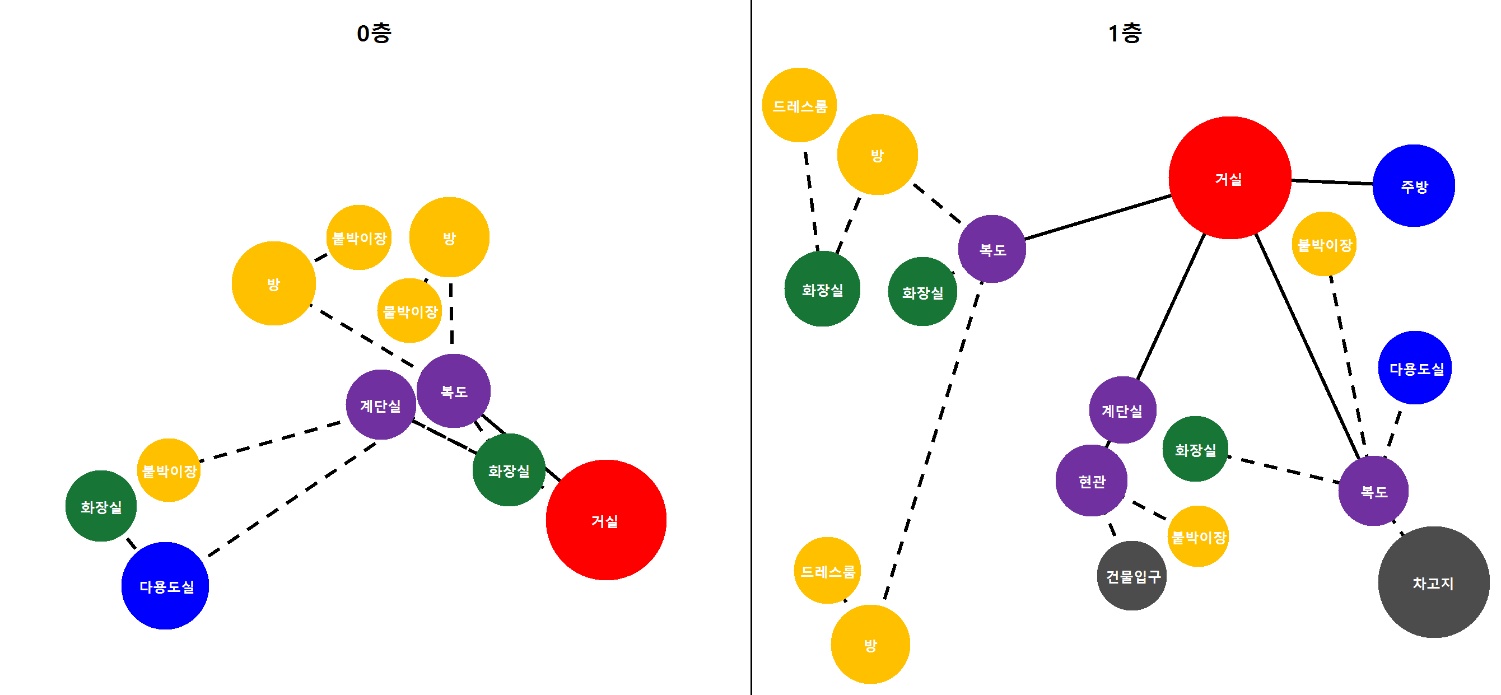 0층
붙박이장
방
방
물박이장
계단실
복도
붙박이장
화장실
화장실
거실
다용도실
1층
드레스룸
방
거실
주방
복도
붙박이장
화장실
화장실
다용도실
계단실
화장실
현관
복도
붙박이장
드레스룸
건물입구
차고지
방